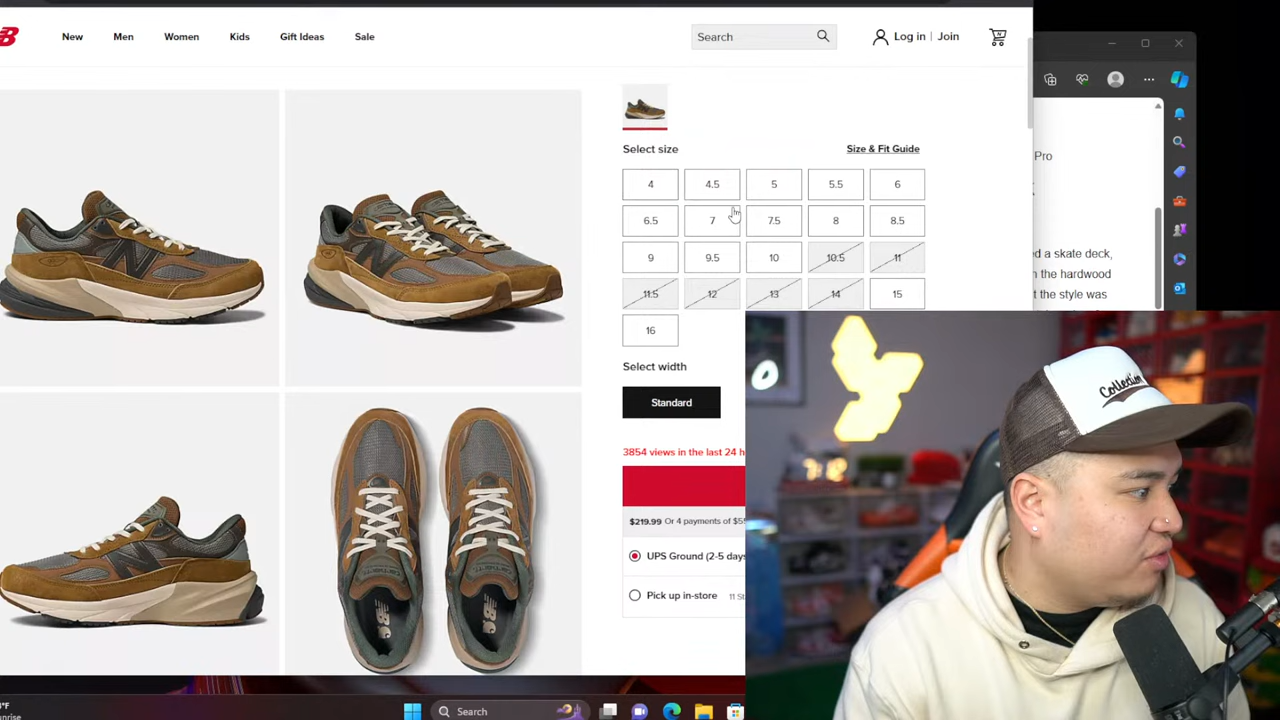 New Men Women Kids Gift Ideas Sale Search Log in | Join
Select size Size & Fit Guide
4 4.5 5 5.5 6
6.5 7 7.5 8 8.5
9 9.5 10 10.5 11
11.5 12 13 14 15
16
Select width
Standard
3854 views in the last 24 h
$219.99 Or 4 payments of
UPS Ground (2-5 days
Pick up in-store
Pro
d a skate deck,
n the hardwood
t the style was
Collection
Search